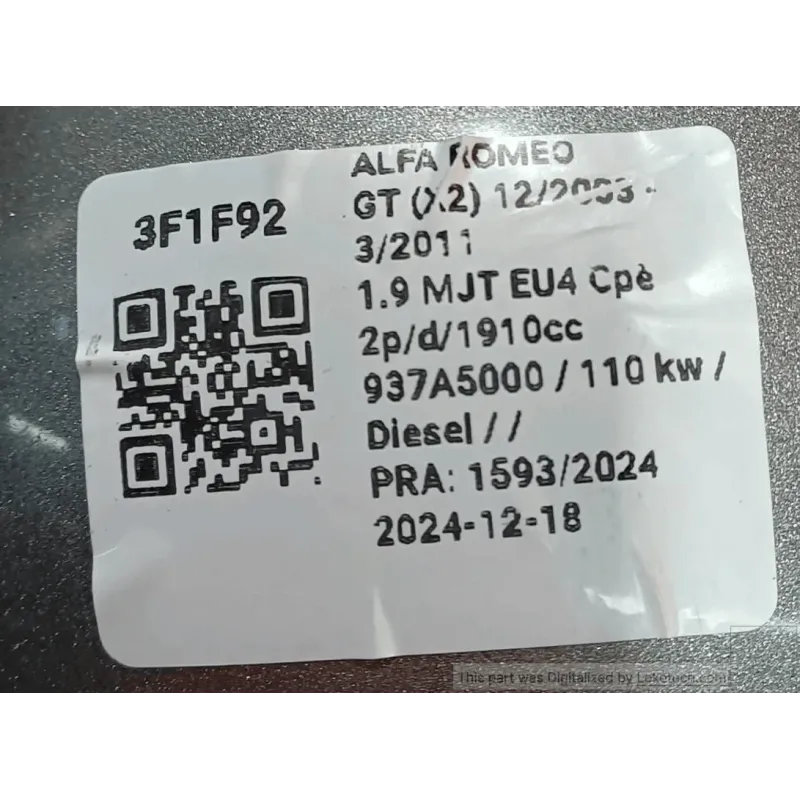 3F1F92
ALFA ROMEO
GT (X2) 12/2003 -
3/2011
1.9 MJT EU4 Cpè
2p/d/1910cc
937A5000 / 110 kw /
Diesel / /
PRA: 1593/2024
2024-12-18
This part was Digitalized by